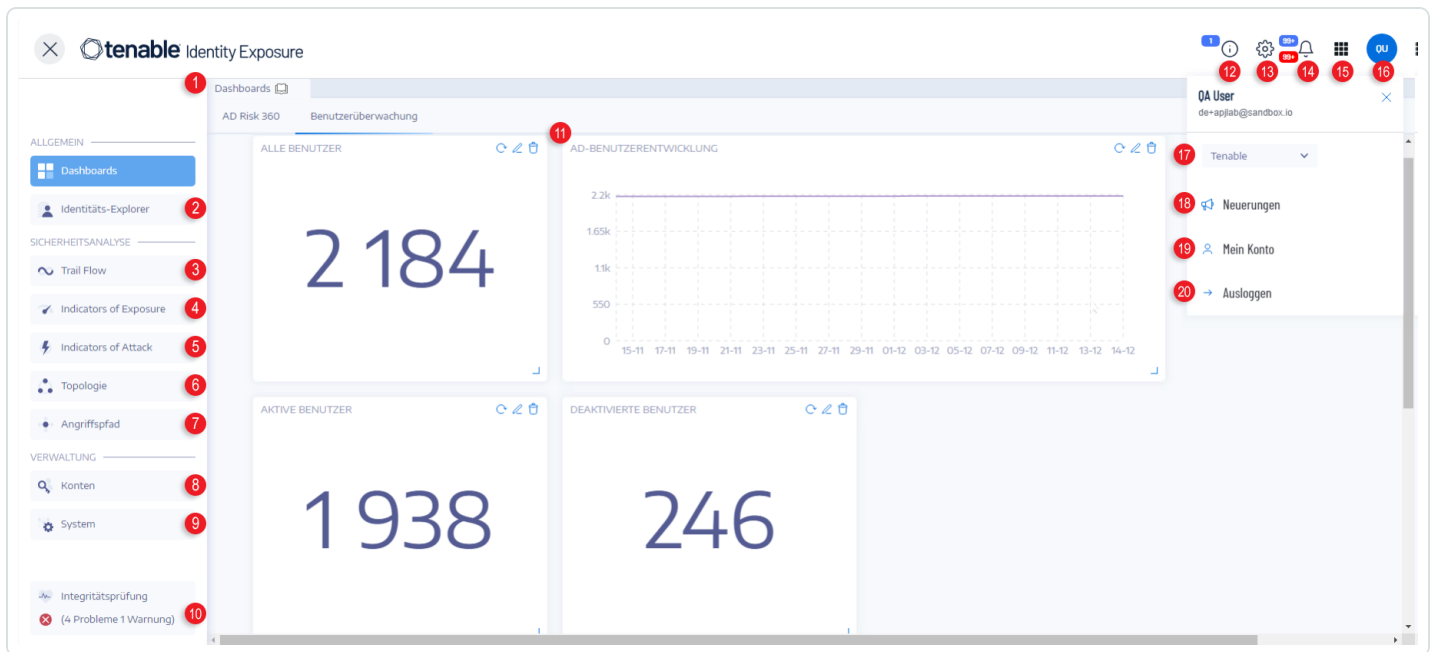 tenable Identity Exposure
1
99+
99+
QU
12
13
14
15
16
1
Dashboards
AD Risk 360
Benutzerüberwachung
QA User
de+apjlab@sandbox.io
17
Tenable
18
Neuerungen
19
Mein Konto
20
Ausloggen
ALLGEMEIN
Dashboards
Identitäts-Explorer
2
SICHERHEITSANALYSE
Trail Flow
3
Indicators of Exposure
4
Indicators of Attack
5
Topologie
6
Angriffspfad
7
VERWALTUNG
Konten
8
System
9
Integritätsprüfung
(4 Probleme 1 Warnung)
10
11
ALLE BENUTZER
2 184
AD-BENUTZERENTWICKLUNG
2.2k
1.65k
1.1k
550
0
15-11 17-11 19-11 21-11 23-11 25-11 27-11 29-11 01-12 03-12 05-12 07-12 09-12 11-12 13-12 14-12
AKTIVE BENUTZER
1 938
DEAKTIVIERTE BENUTZER
246